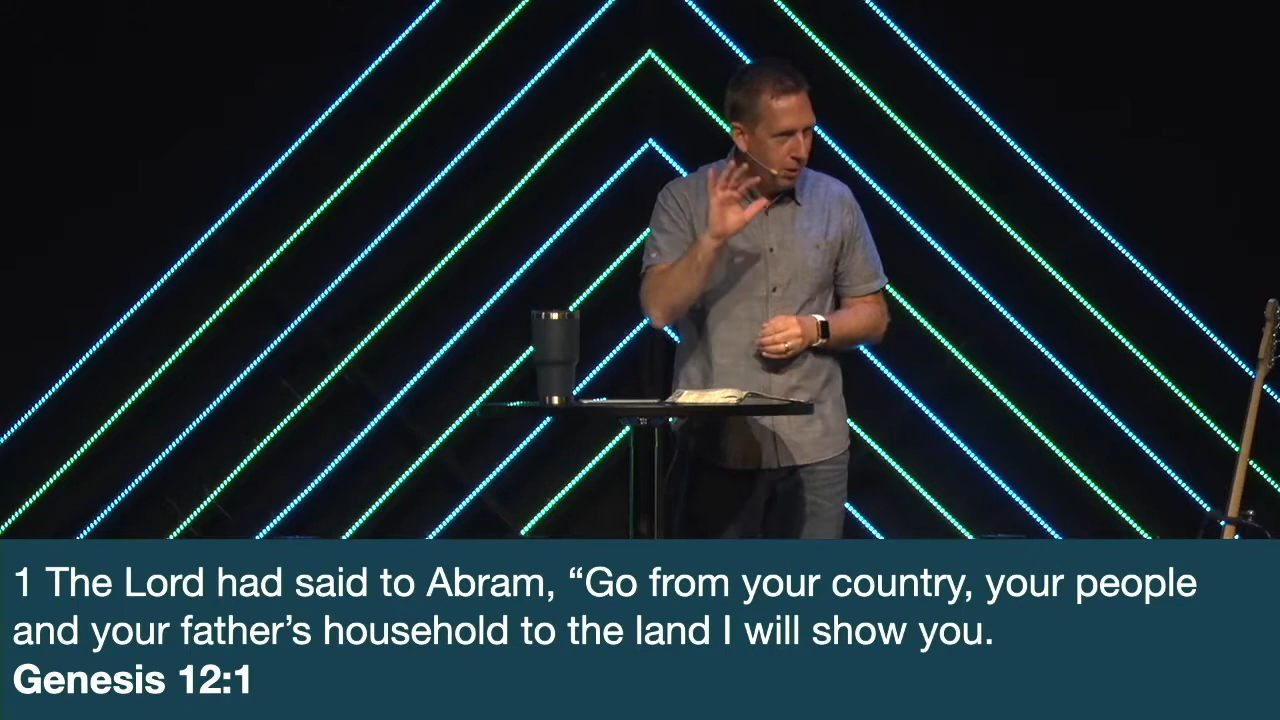 1 The Lord had said to Abram, “Go from your country, your people
and your father’s household to the land I will show you.
Genesis 12:1